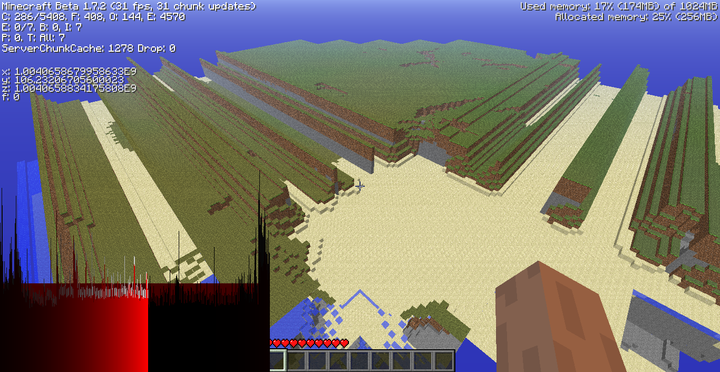 Minecraft Beta 1.7.2 (31 fps, 31 chunk updates)
C: 286/5408. F: 408, O: 144, E: 4570
E: 0/7. B: 0, I: 7
P: 0. T: All: 7
ServerChunkCache: 1278 Drop: 0
x: 1.0040658679958633E9
y: 106.23206705600023
z: 1.0040658834175808E9
f: 0
Used memory: 17% (174MB) of 1024MB
Allocated memory: 25% (256MB)